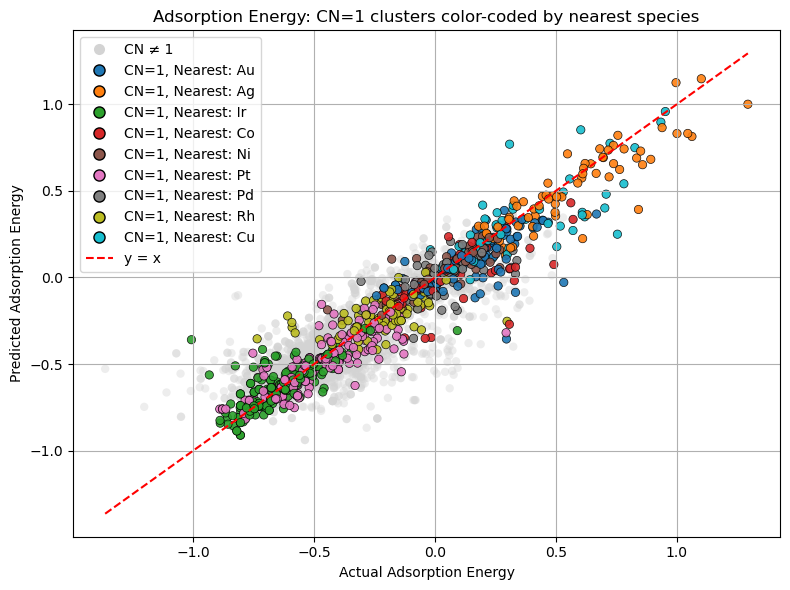 Adsorption Energy: CN=1 clusters color-coded by nearest species
CN ≠ 1
CN=1, Nearest: Au
CN=1, Nearest: Ag
CN=1, Nearest: Ir
CN=1, Nearest: Co
CN=1, Nearest: Ni
CN=1, Nearest: Pt
CN=1, Nearest: Pd
CN=1, Nearest: Rh
CN=1, Nearest: Cu
y = x
Predicted Adsorption Energy
1.0
0.5
0.0
−0.5
−1.0
−1.0 −0.5 0.0 0.5 1.0
Actual Adsorption Energy